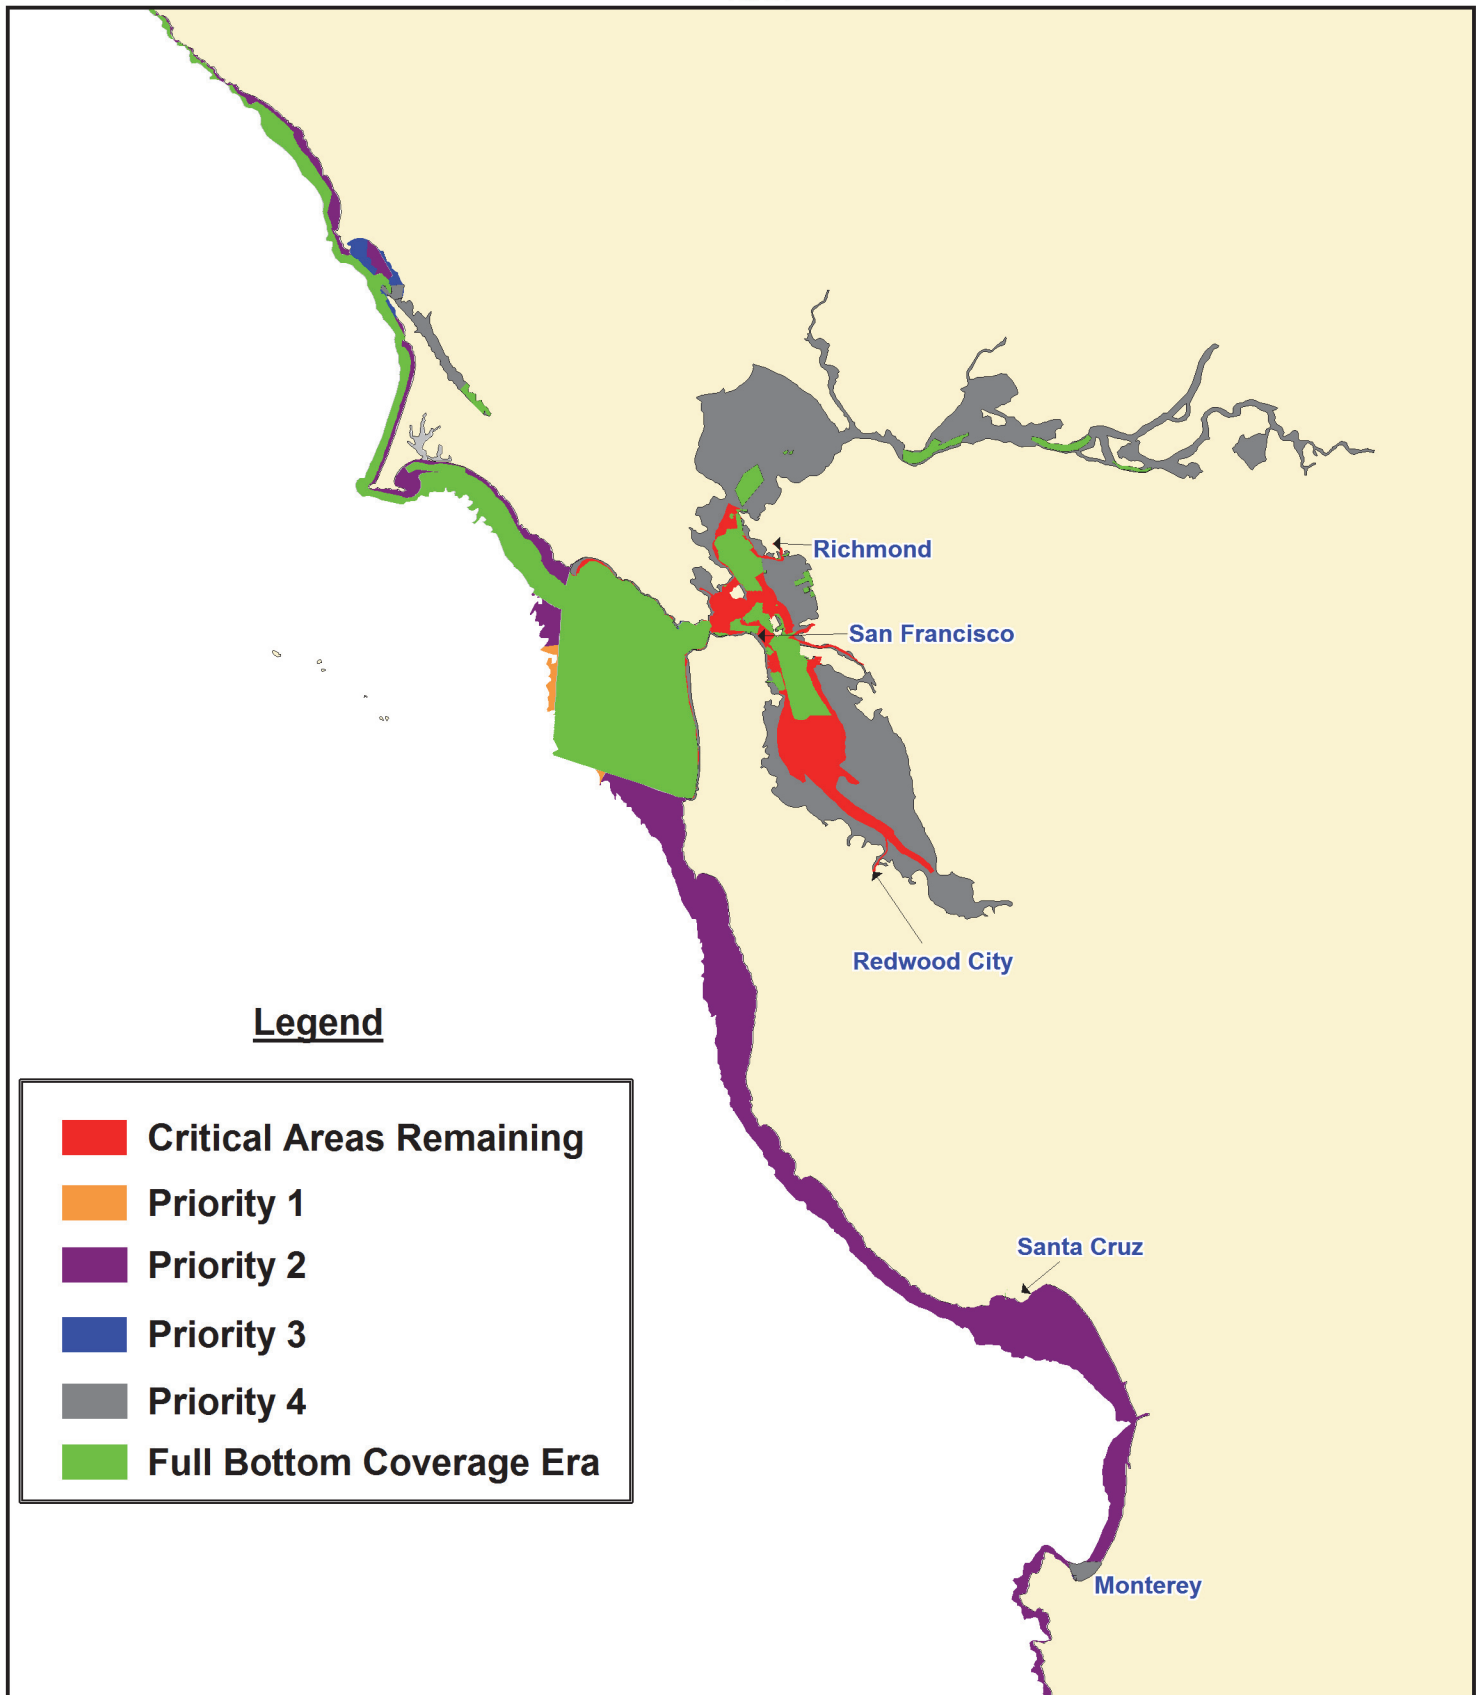 Richmond
San Francisco
Redwood City
Legend
Critical Areas Remaining
Priority 1
Priority 2
Priority 3
Priority 4
Full Bottom Coverage Era
Santa Cruz
Monterey